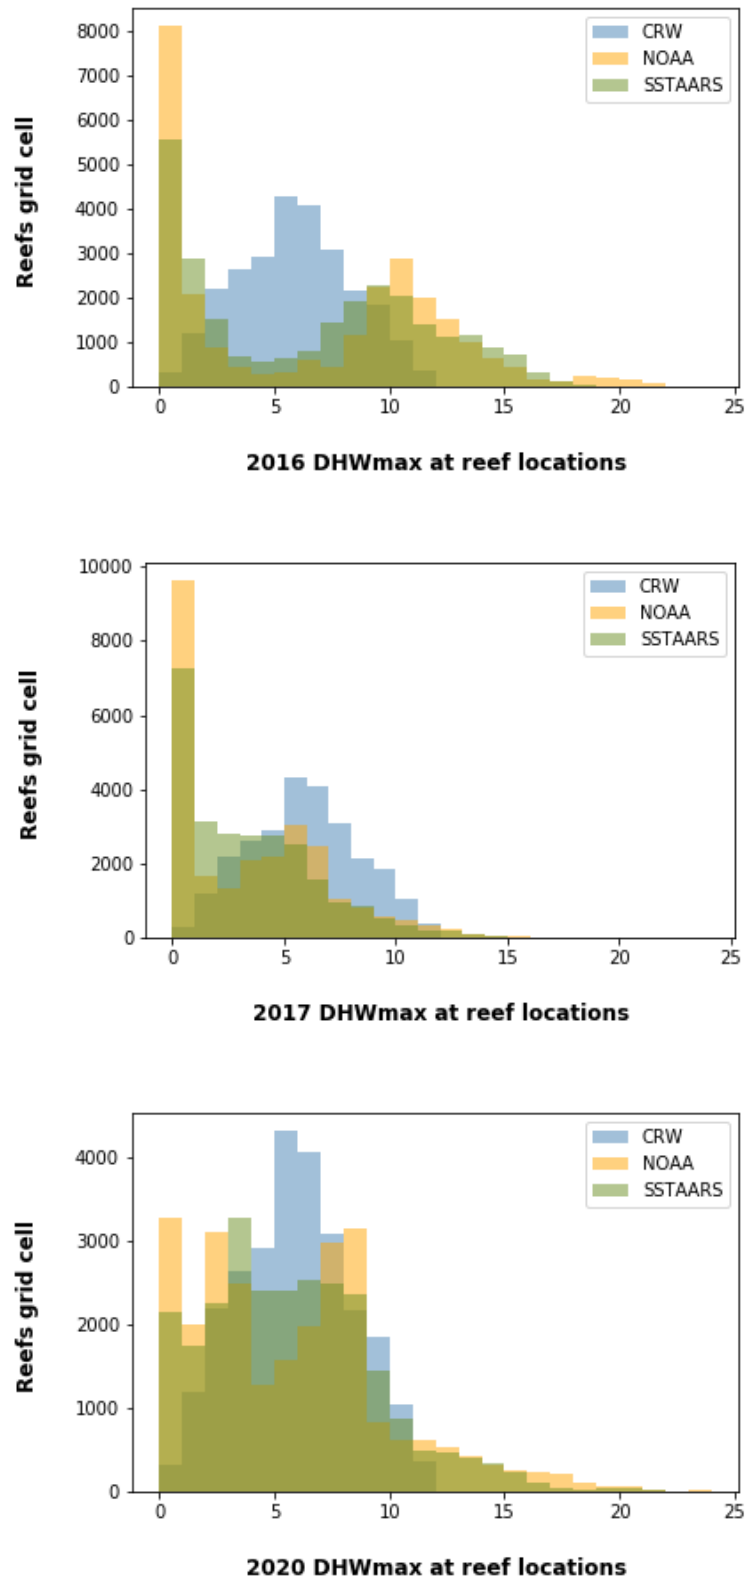 8000
7000
6000
5000
4000
3000
2000
1000
0
Reefs grid cell
CRW
NOAA
SSTAARS
0 5 10 15 20 25
2016 DHWmax at reef locations
10000
8000
6000
4000
2000
0
Reefs grid cell
CRW
NOAA
SSTAARS
0 5 10 15 20 25
2017 DHWmax at reef locations
4000
3000
2000
1000
0
Reefs grid cell
CRW
NOAA
SSTAARS
0 5 10 15 20 25
2020 DHWmax at reef locations